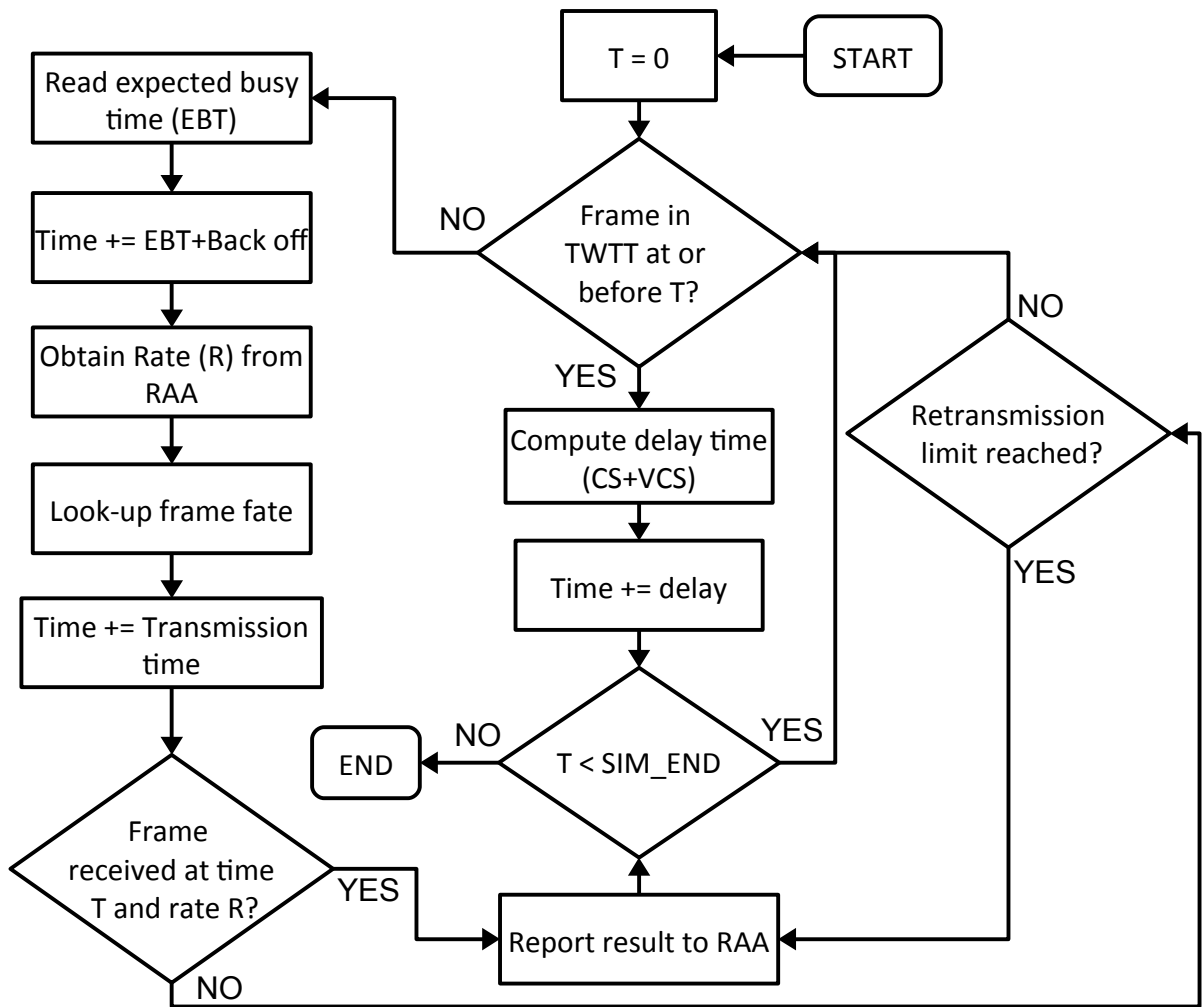 T = 0
START
Read expected busy
time (EBT)
NO
Frame in
TWTT at or
before T?
Time += EBT+Back off
NO
YES
Obtain Rate (R) from
RAA
Compute delay time
(CS+VCS)
Retransmission
limit reached?
Look-up frame fate
Time += delay
YES
Time += Transmission
time
END
NO
T < SIM_END
YES
Frame
received at time
T and rate R?
YES
Report result to RAA
NO